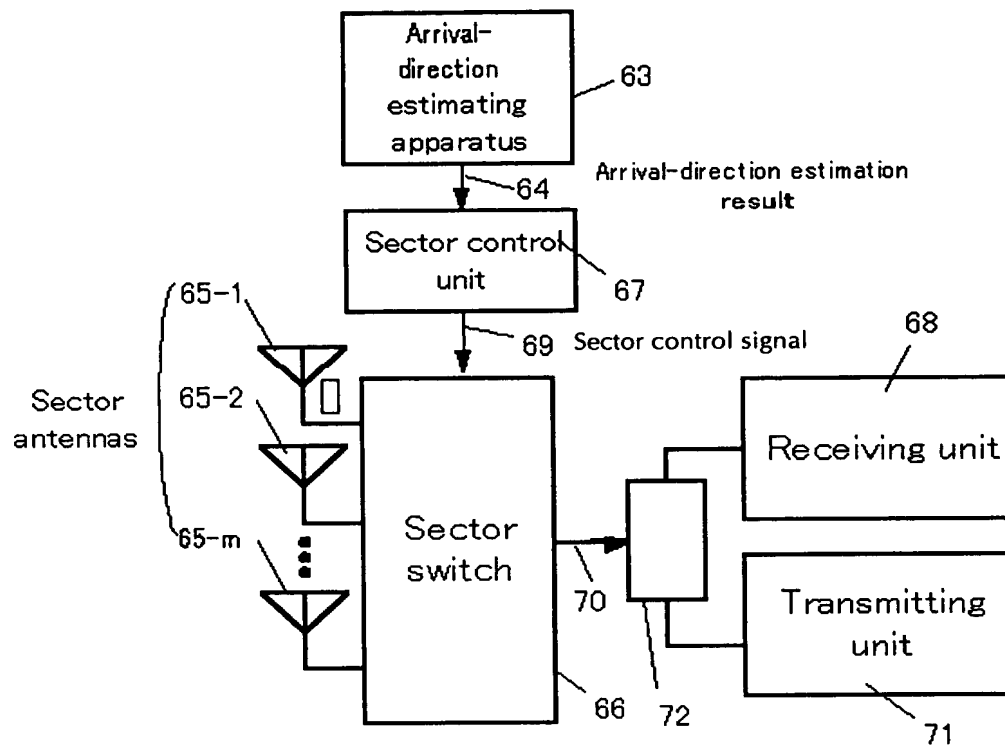 Arrival-
direction
estimating
apparatus
63
64
Arrival-direction estimation
result
Sector control
unit
67
69
Sector control signal
65-1
65-2
65-m
Sector
antennas
Sector
switch
66
70
72
68
Receiving unit
Transmitting
unit
71